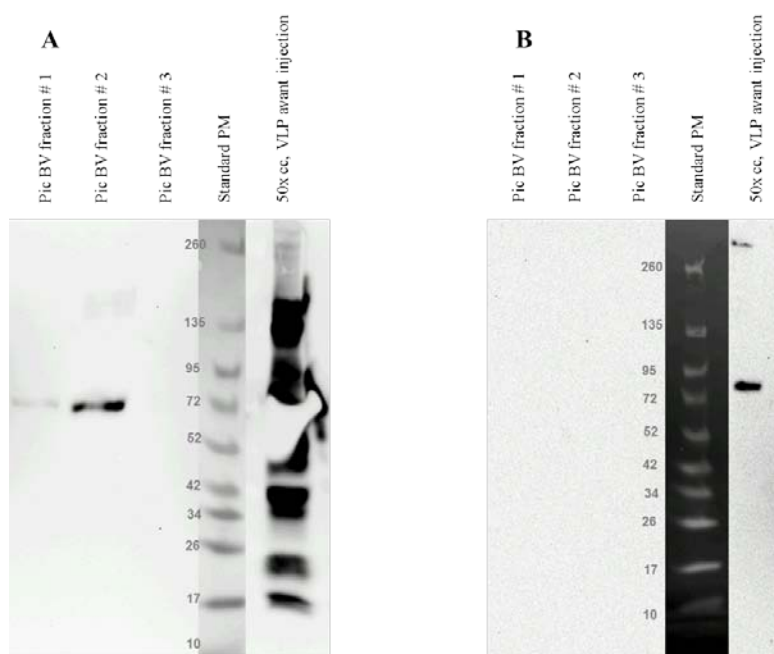 A
Pic BV fraction # 1
Pic BV fraction # 2
Pic BV fraction # 3
Standard PM
50x cc, VLP avant injection
260
135
95
72
52
42
34
26
17
10
B
Pic BV fraction # 1
Pic BV fraction # 2
Pic BV fraction # 3
Standard PM
50x cc, VLP avant injection
260
135
95
72
52
42
34
26
17
10